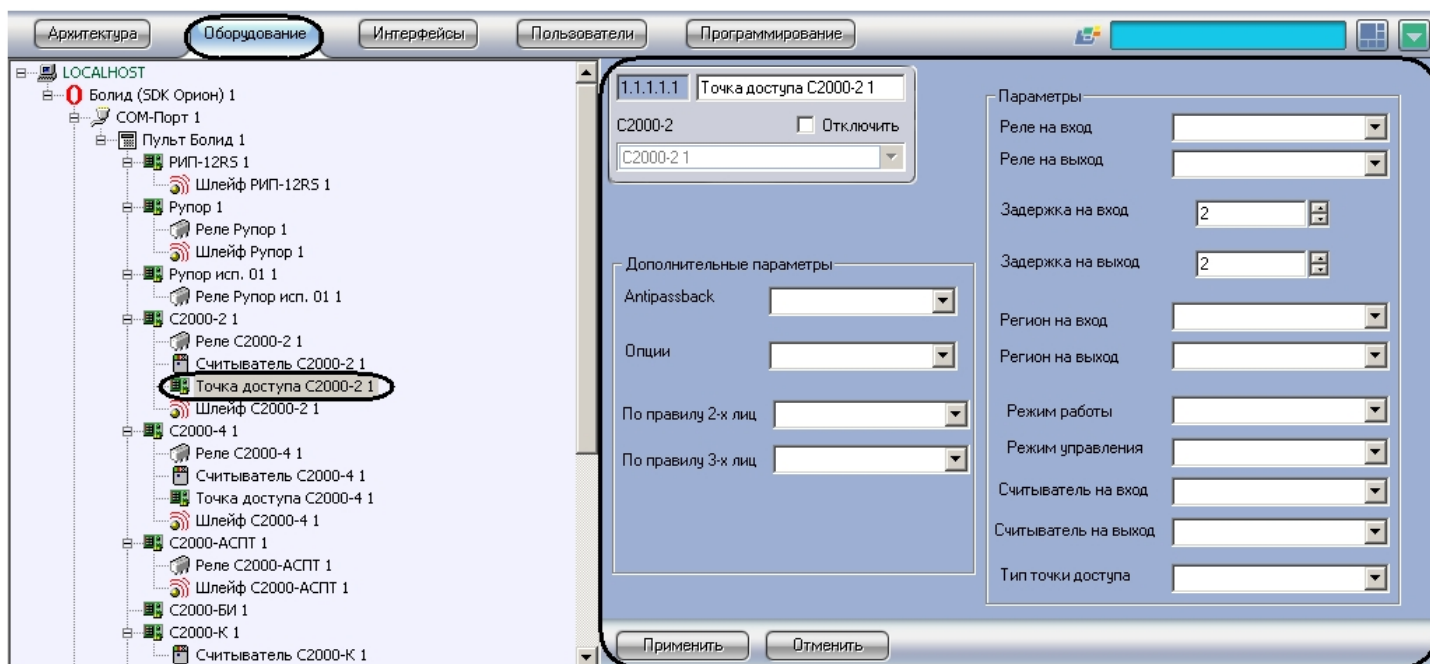 Архитектура
Оборудование
Интерфейсы
Пользователи
Программирование
LOCALHOST
Болид (SDK Орион) 1
COM-Порт 1
Пульт Болид 1
РИП-12RS 1
Шлейф РИП-12RS 1
Рупор 1
Реле Рупор 1
Шлейф Рупор 1
Рупор исп. 01 1
Реле Рупор исп. 01 1
С2000-2 1
Реле С2000-2 1
Считыватель С2000-2 1
Точка доступа С2000-2 1
Шлейф С2000-2 1
С2000-4 1
Реле С2000-4 1
Считыватель С2000-4 1
Точка доступа С2000-4 1
Шлейф С2000-4 1
С2000-АСПТ 1
Реле С2000-АСПТ 1
Шлейф С2000-АСПТ 1
С2000-БИ 1
С2000-К 1
Считыватель С2000-К 1
1.1.1.1.1 Точка доступа С2000-2 1
С2000-2 Отключить
С2000-2 1
Дополнительные параметры
Antipassback
Опции
По правилу 2-х лиц
По правилу 3-х лиц
Параметры
Реле на вход
Реле на выход
Задержка на вход 2
Задержка на выход 2
Регион на вход
Регион на выход
Режим работы
Режим управления
Считыватель на вход
Считыватель на выход
Тип точки доступа
Применить
Отменить